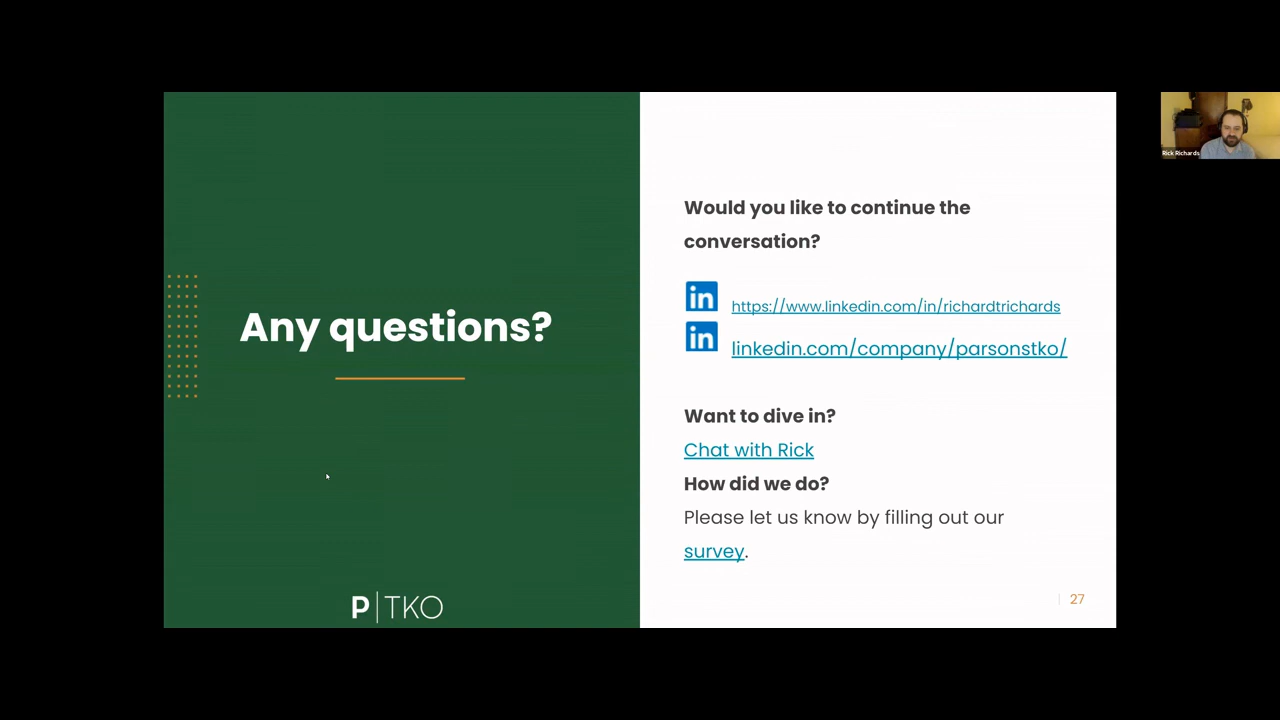 Any questions?
P|TKO
Would you like to continue the
conversation?
in https://www.linkedin.com/in/richardtrichards
in linkedin.com/company/parsonstko/
Want to dive in?
Chat with Rick
How did we do?
Please let us know by filling out our
survey.
27
Rick Richards